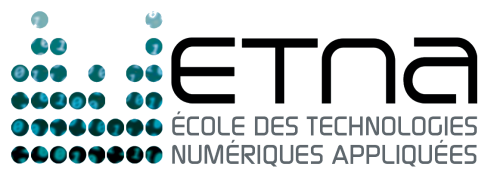 ETNA
ÉCOLE DES TECHNOLOGIES
NUMÉRIQUES APPLIQUÉES